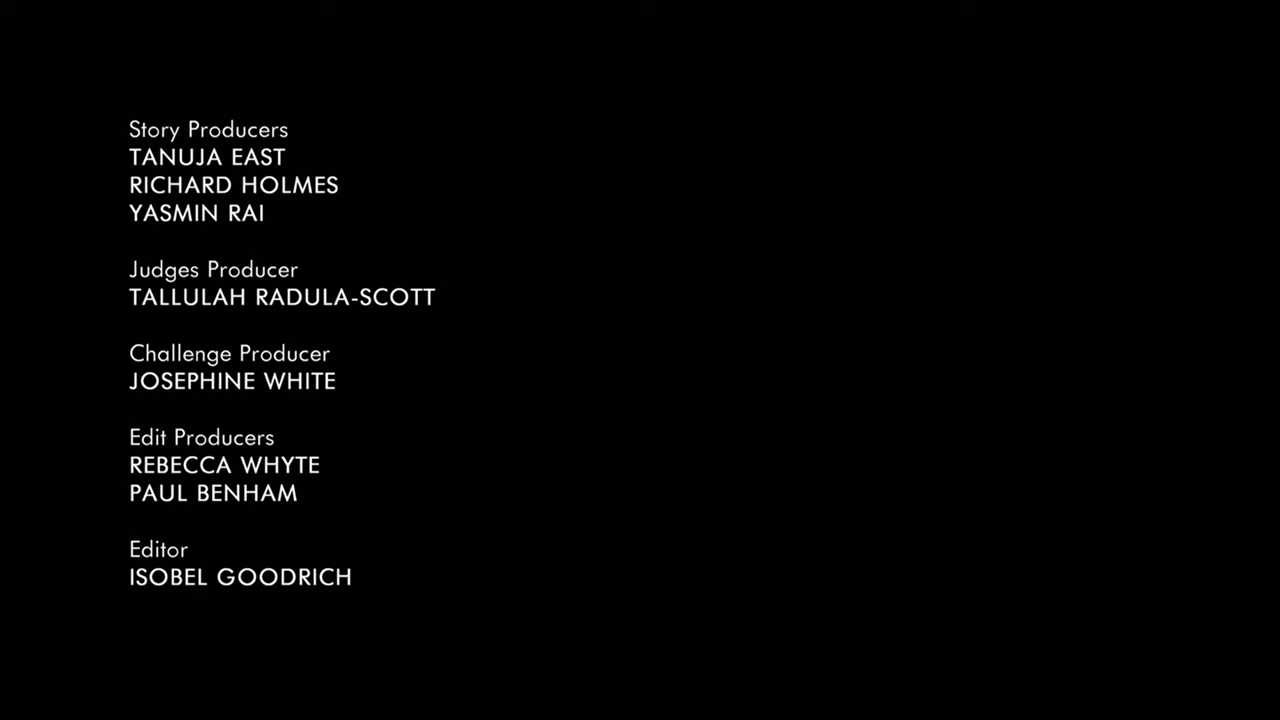 Story Producers
TANUJA EAST
RICHARD HOLMES
YASMIN RAI
Judges Producer
TALLULAH RADULA-SCOTT
Challenge Producer
JOSEPHINE WHITE
Edit Producers
REBECCA WHYTE
PAUL BENHAM
Editor
ISOBEL GOODRICH